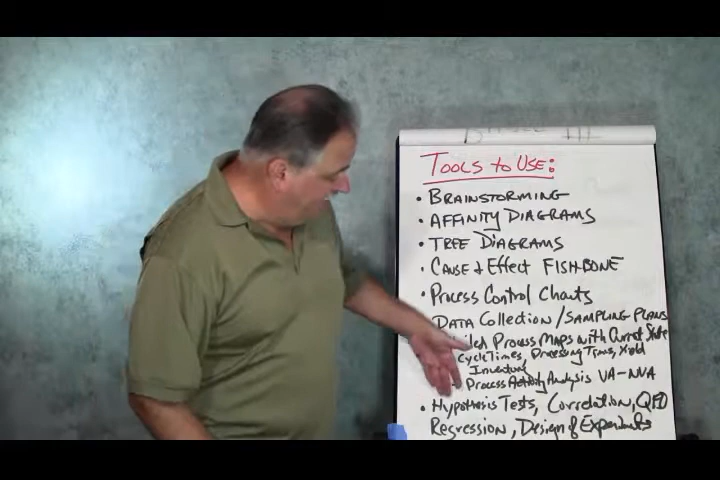 TOOLS to USE:
• BRAINSTORMING
• AFFINITY DIAGRAMS
• TREE DIAGRAMS
• CAUSE & Effect FISHBONE
• PROCESS CONTROL CHARTS
DATA Collection / SAMPLING PLANS
Process Maps with Current State
Cycle Times, Processing Times, Yield
Inventory
Process Activity Analysis VA-NVA
• Hypothesis Tests, Correlation, QFD
Regression, Design of Experiments